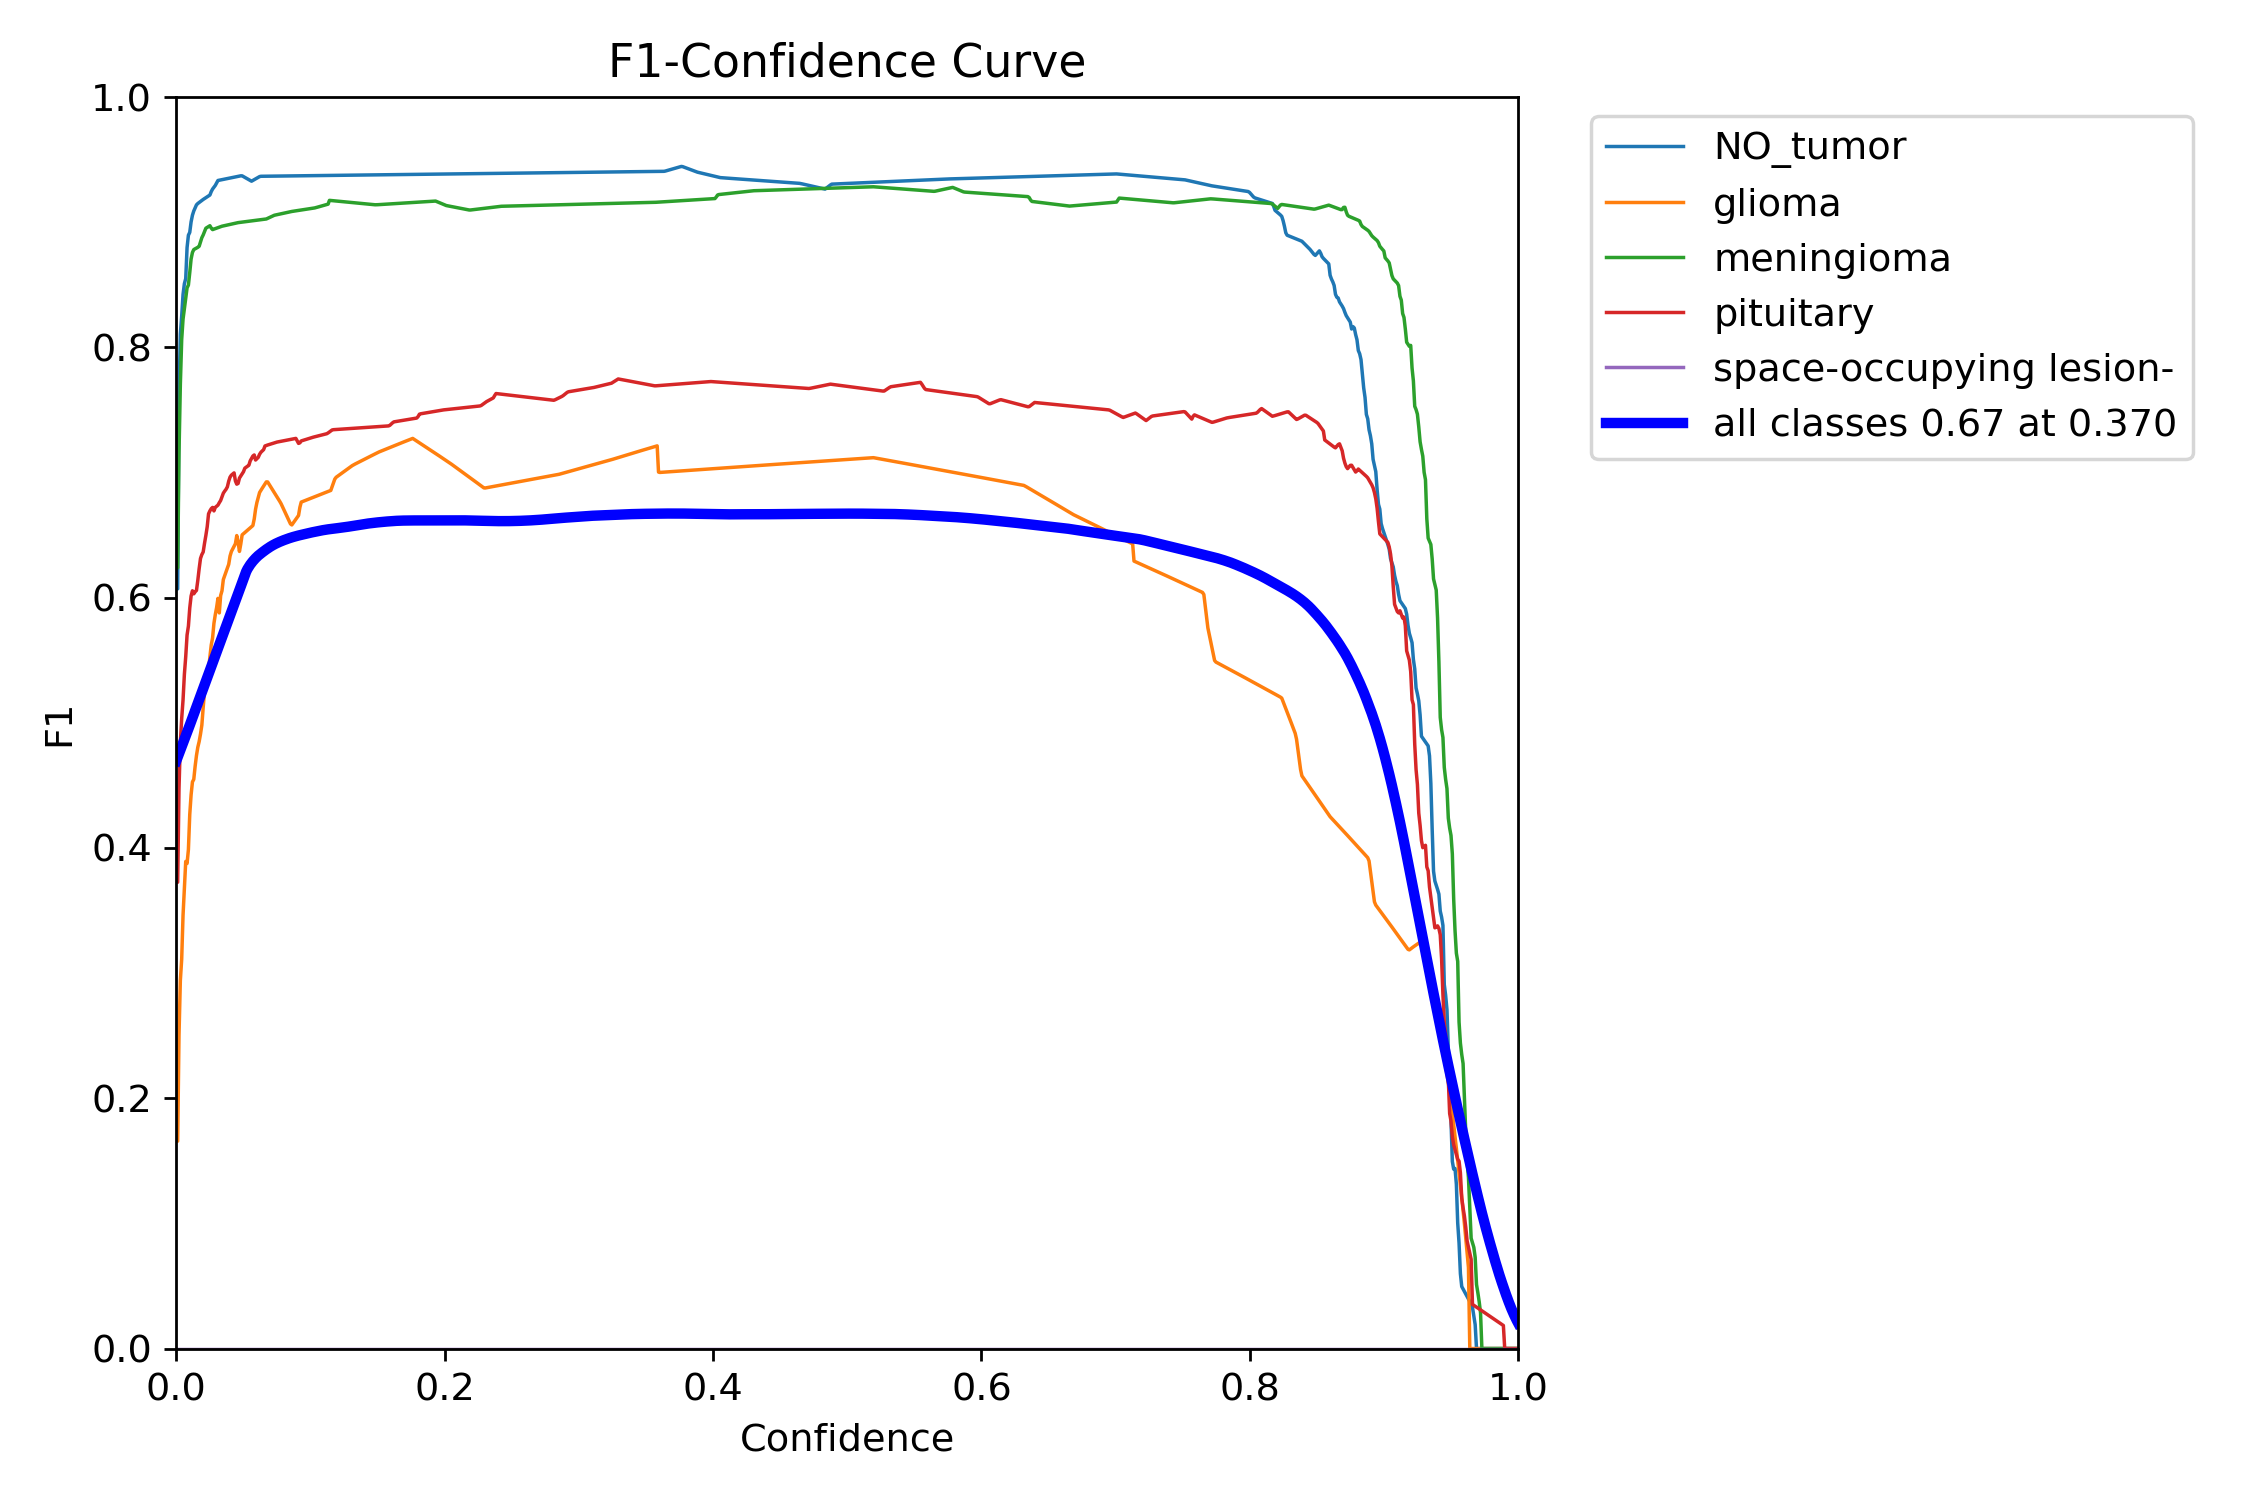 F1-Confidence Curve
1.0
0.8
0.6
0.4
0.2
0.0
F1
0.0 0.2 0.4 0.6 0.8 1.0
Confidence
NO_tumor
glioma
meningioma
pituitary
space-occupying lesion-
all classes 0.67 at 0.370